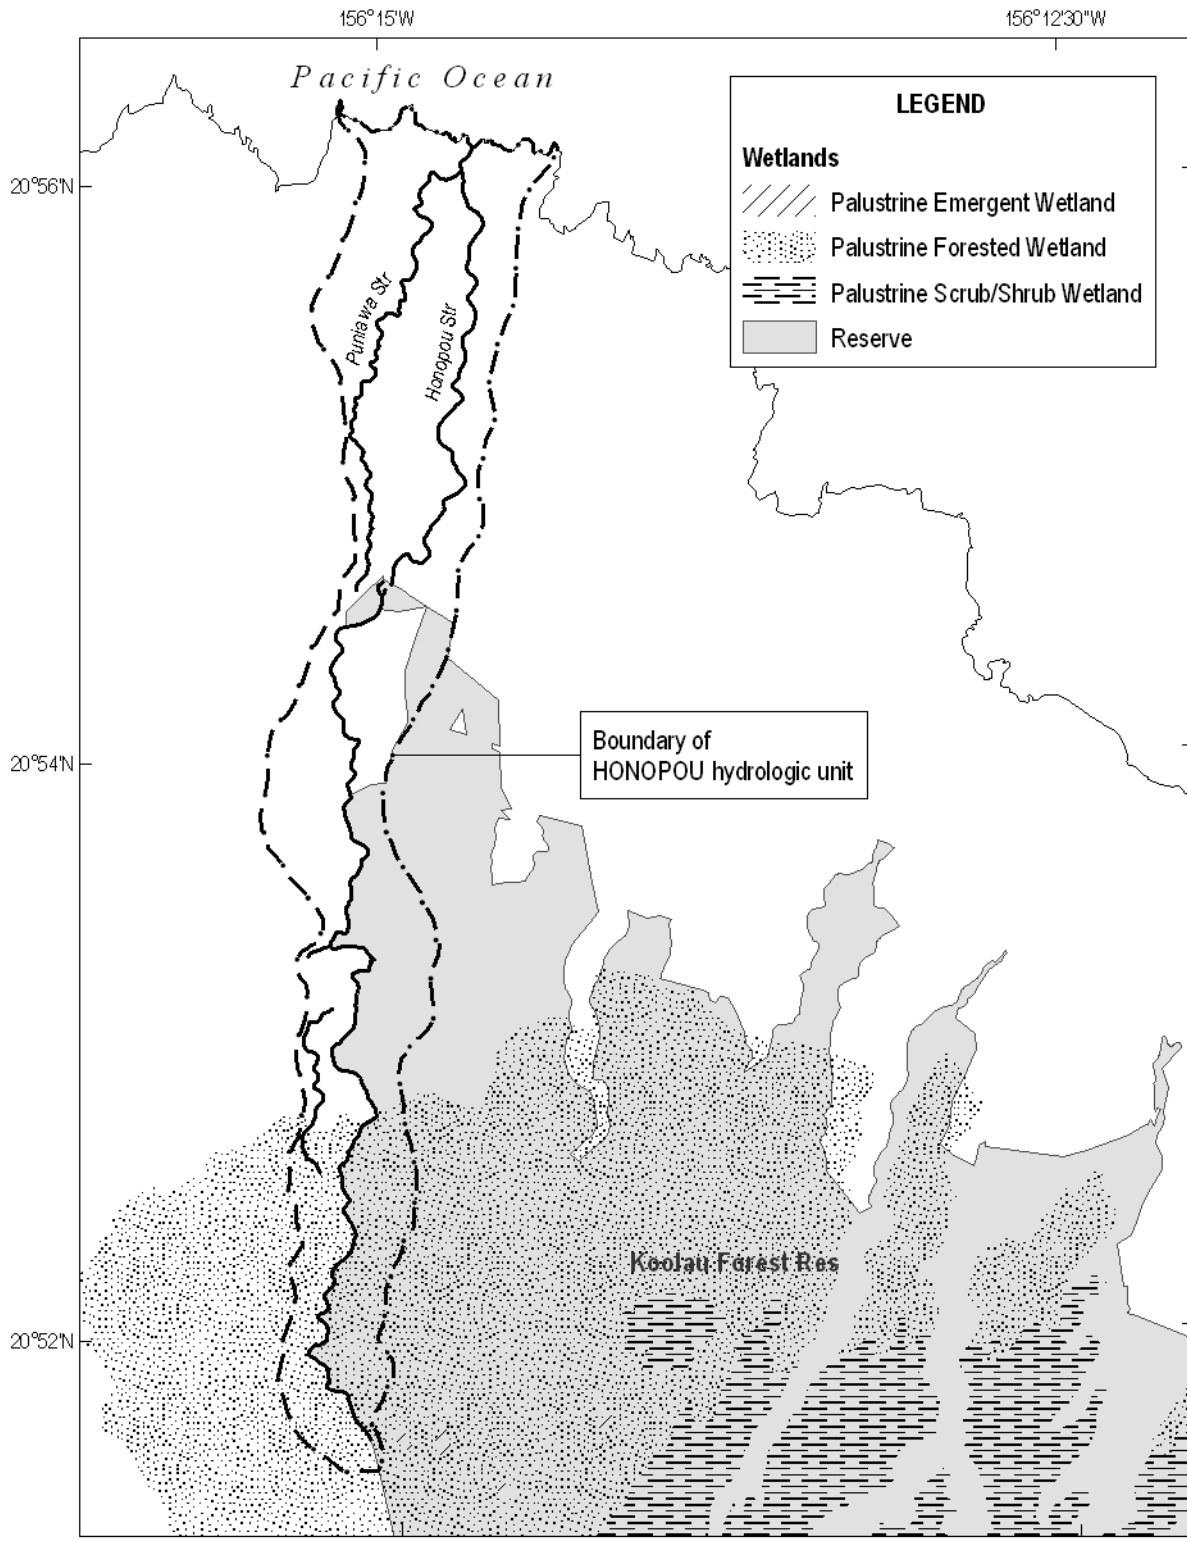 156°15'W
156°12'30"W
Pacific Ocean
LEGEND
Wetlands
Palustrine Emergent Wetland
Palustrine Forested Wetland
Palustrine Scrub/Shrub Wetland
Reserve
20°56'N
Puniawa Str
Honopou Str
Boundary of
HONOPOU hydrologic unit
20°54'N
Koolau Forest Res
20°52'N